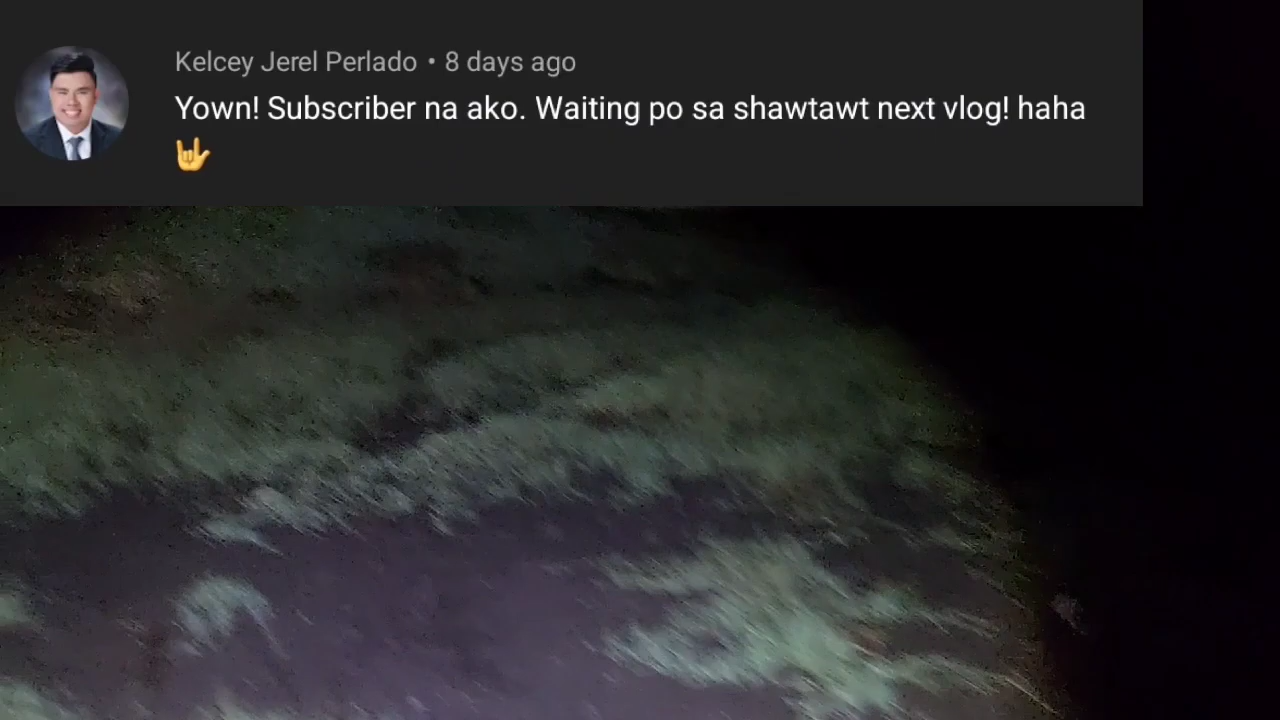 Kelcey Jerel Perlado • 8 days ago
Yown! Subscriber na ako. Waiting po sa shawtawt next vlog! haha
🤟